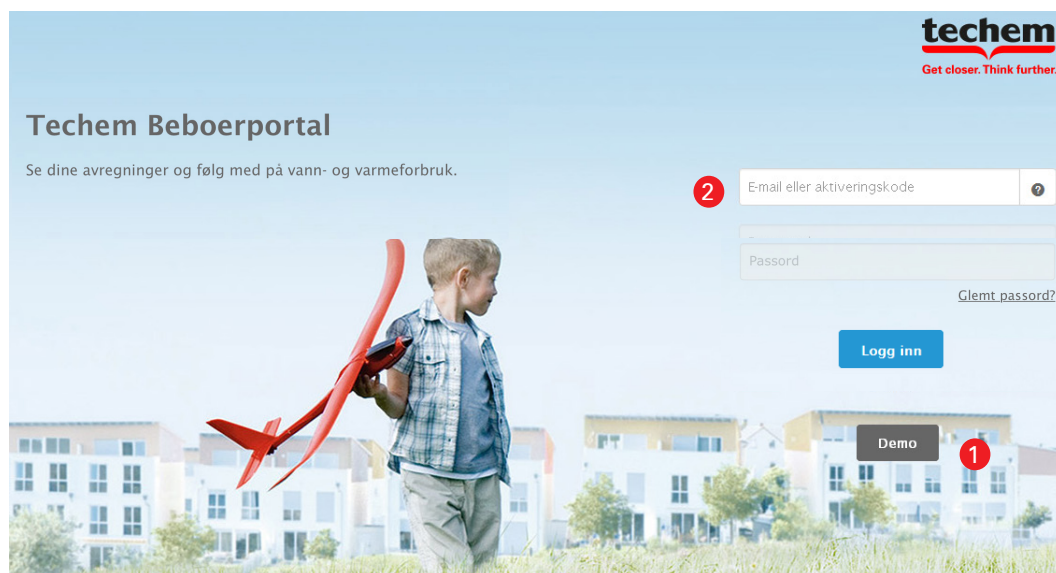 techem
Get closer. Think further.
Techem Beboerportal
Se dine avregninger og følg med på vann- og varmeforbruk.
2
E-mail eller aktiveringskode
?
Passord
Glemt passord?
Logg inn
Demo
1